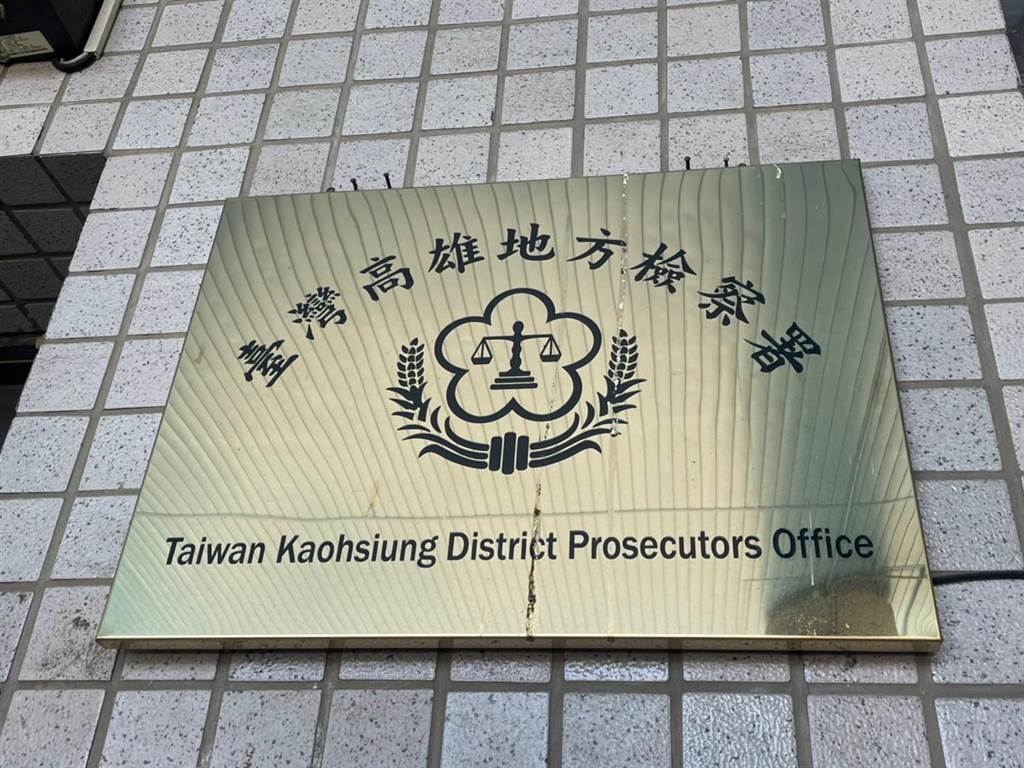 臺灣高雄地方檢察署
Taiwan Kaohsiung District Prosecutors Office